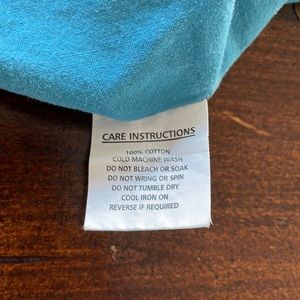 CARE INSTRUCTIONS
100% COTTON
COLD MACHINE WASH
DO NOT BLEACH OR SOAK
DO NOT WRING OR SPIN
DO NOT TUMBLE DRY
COOL IRON ON
REVERSE IF REQUIRED